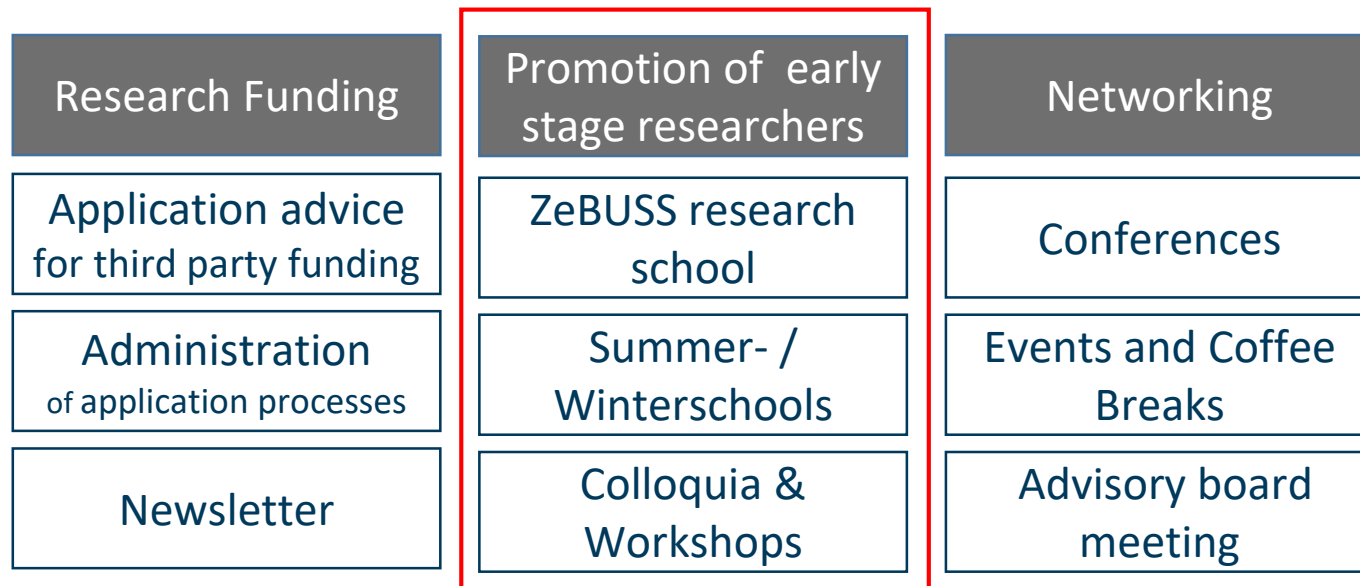 Research Funding
Application advice
for third party funding
Administration
of application processes
Newsletter
Promotion of early
stage researchers
ZeBUSS research
school
Summer- /
Winterschools
Colloquia &
Workshops
Networking
Conferences
Events and Coffee
Breaks
Advisory board
meeting